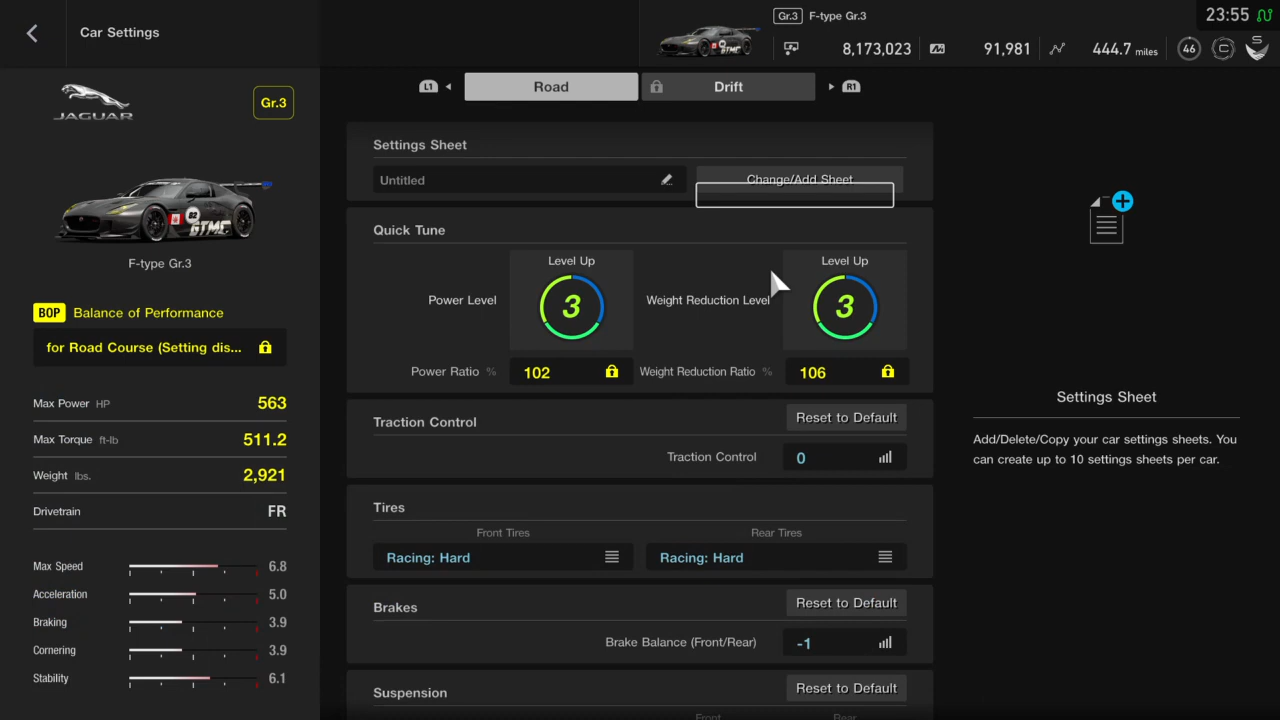 Car Settings
Gr.3 F-type Gr.3
23:55
8,173,023
91,981
444.7 miles
46
C
S
JAGUAR
Gr.3
82
GTMC
F-type Gr.3
BOP Balance of Performance
for Road Course (Setting dis...
Max Power HP 563
Max Torque ft-lb 511.2
Weight lbs. 2,921
Drivetrain FR
Max Speed 6.8
Acceleration 5.0
Braking 3.9
Cornering 3.9
Stability 6.1
L1 Road Drift R1
Settings Sheet
Untitled Change/Add Sheet
Quick Tune
Level Up Level Up
Power Level 3 Weight Reduction Level 3
Power Ratio % 102 Weight Reduction Ratio % 106
Traction Control Reset to Default
Traction Control 0
Tires
Front Tires Rear Tires
Racing: Hard Racing: Hard
Brakes Reset to Default
Brake Balance (Front/Rear) -1
Suspension Reset to Default
Front Rear
Settings Sheet
Add/Delete/Copy your car settings sheets. You
can create up to 10 settings sheets per car.